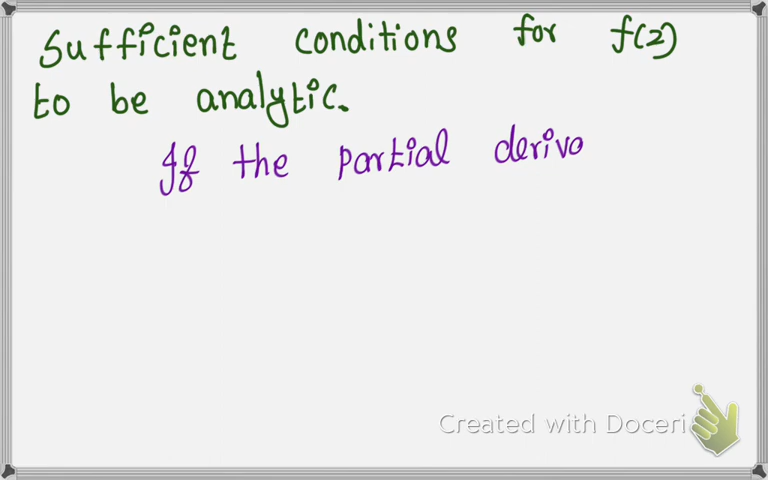 Sufficient conditions for f(z)
to be analytic.
If the partial deriva
Created with Doceri